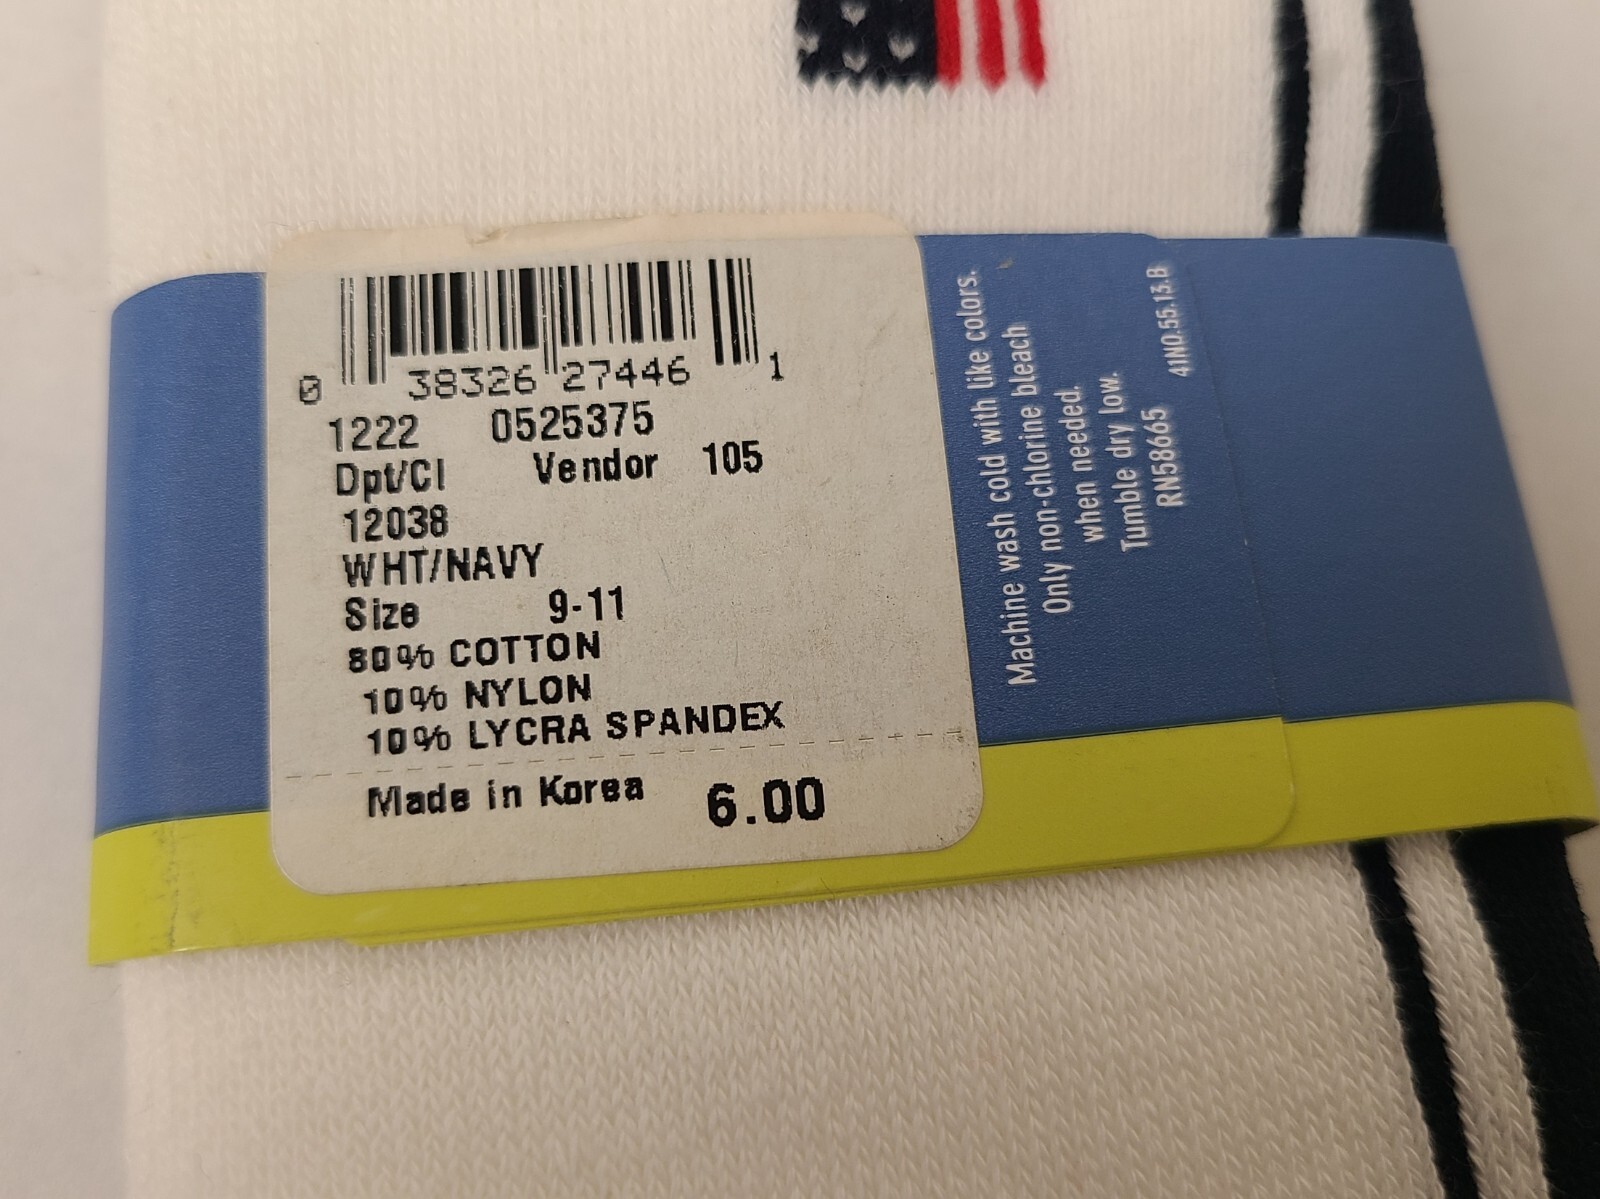 0 38326 27446 1
1222 0525375
Dpt/Cl Vendor 105
12038
WHT/NAVY
Size 9-11
80% COTTON
10% NYLON
10% LYCRA SPANDEX
Made in Korea 6.00
Machine wash cold with like colors.
Only non-chlorine bleach
when needed.
Tumble dry low.
RN58665 41NO.55.13.B